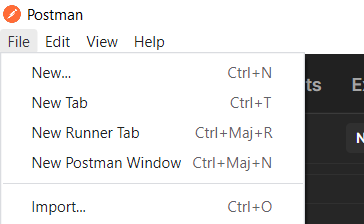 Postman
File Edit View Help
New... Ctrl+N
New Tab Ctrl+T
New Runner Tab Ctrl+Maj+R
New Postman Window Ctrl+Maj+N
Import... Ctrl+O